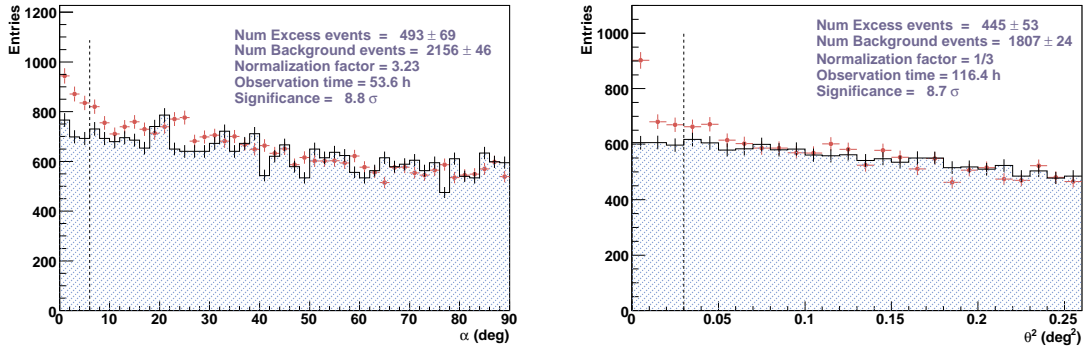 Entries
1200
1000
800
600
400
200
0
Num Excess events = 493 ± 69
Num Background events = 2156 ± 46
Normalization factor = 3.23
Observation time = 53.6 h
Significance = 8.8 σ
0 10 20 30 40 50 60 70 80 90
α (deg)
Entries
1000
800
600
400
200
0
Num Excess events = 445 ± 53
Num Background events = 1807 ± 24
Normalization factor = 1/3
Observation time = 116.4 h
Significance = 8.7 σ
0 0.05 0.1 0.15 0.2 0.25
θ² (deg²)